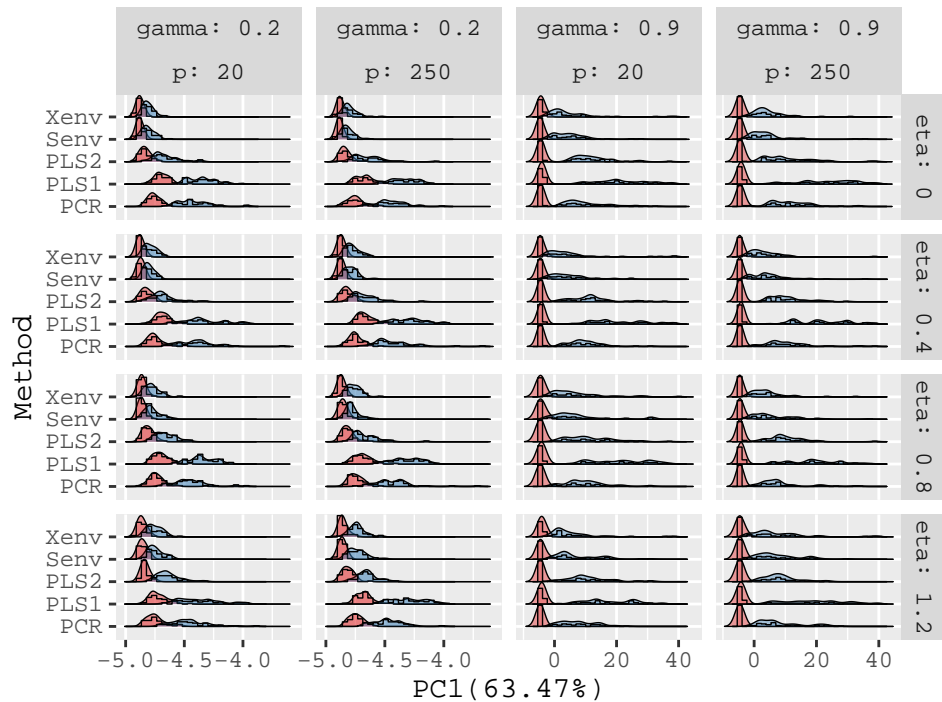 gamma: 0.2 gamma: 0.2 gamma: 0.9 gamma: 0.9
p: 20 p: 250 p: 20 p: 250
Xenv
Senv
PLS2
PLS1
PCR
eta: 0
Xenv
Senv
PLS2
PLS1
PCR
eta: 0.4
Xenv
Senv
PLS2
PLS1
PCR
eta: 0.8
Xenv
Senv
PLS2
PLS1
PCR
eta: 1.2
Method
-5.0 -4.5 -4.0 -5.0 -4.5 -4.0 0 20 40 0 20 40
PC1(63.47%)